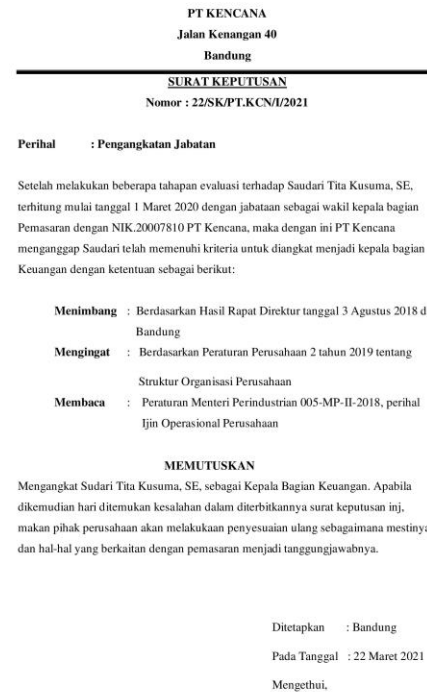 PT KENCANA
Jalan Kenangan 40
Bandung
SURAT KEPUTUSAN
Nomor : 22/SK/PT.KCN/I/2021
Perihal : Pengangkatan Jabatan
Setelah melakukan beberapa tahapan evaluasi terhadap Saudari Tita Kusuma, SE,
terhitung mulai tanggal 1 Maret 2020 dengan jabataan sebagai wakil kepala bagian
Pemasaran dengan NIK.20007810 PT Kencana, maka dengan ini PT Kencana
menganggap Saudari telah memenuhi kriteria untuk diangkat menjadi kepala bagian
Keuangan dengan ketentuan sebagai berikut:
Menimbang : Berdasarkan Hasil Rapat Direktur tanggal 3 Agustus 2018 d
Bandung
Mengingat : Berdasarkan Peraturan Perusahaan 2 tahun 2019 tentang
Struktur Organisasi Perusahaan
Membaca : Peraturan Menteri Perindustrian 005-MP-II-2018, perihal
Ijin Operasional Perusahaan
MEMUTUSKAN
Mengangkat Sudari Tita Kusuma, SE, sebagai Kepala Bagian Keuangan. Apabila
dikemudian hari ditemukan kesalahan dalam diterbitkannya surat keputusan inj,
makan pihak perusahaan akan melakukaan penyesuaian ulang sebagaimana mestinya
dan hal-hal yang berkaitan dengan pemasaran menjadi tanggungjawabnya.
Ditetapkan : Bandung
Pada Tanggal : 22 Maret 2021
Mengethui,